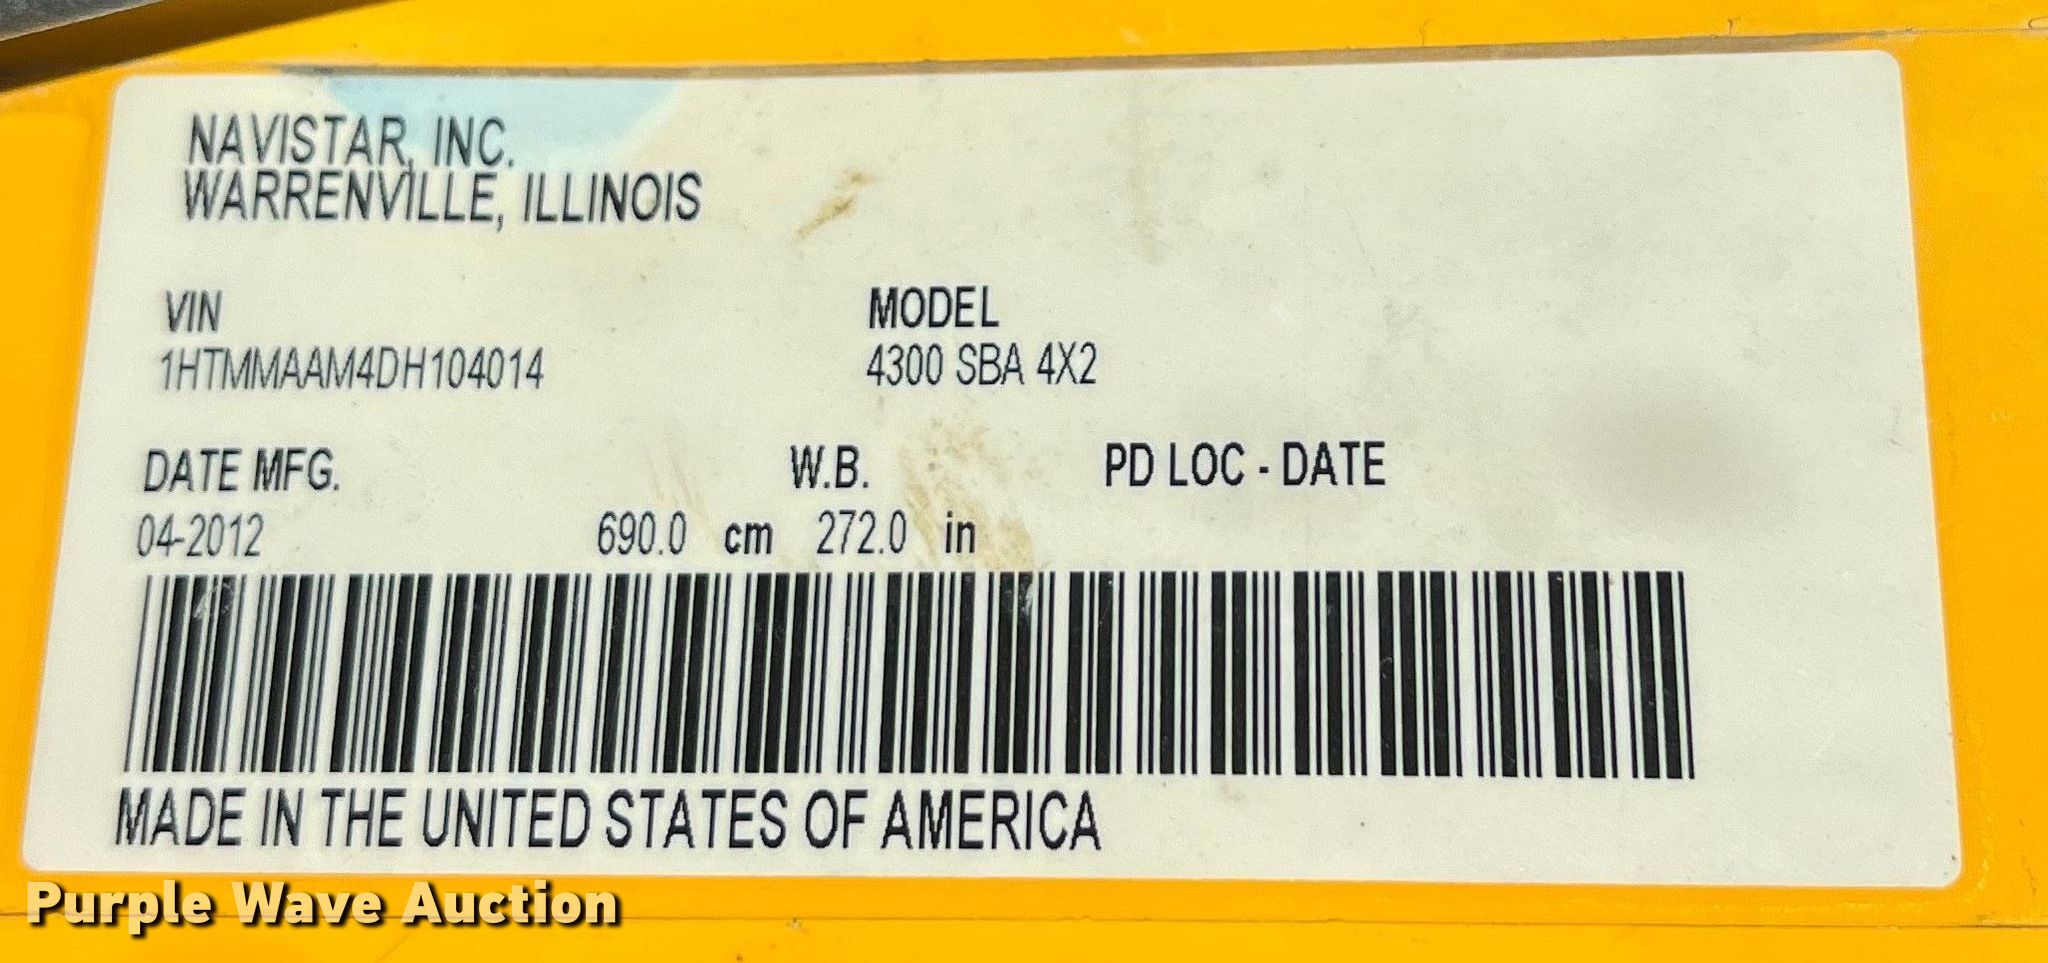 NAVISTAR, INC.
WARRENVILLE, ILLINOIS
VIN MODEL
1HTMMAAM4DH104014 4300 SBA 4X2
DATE MFG. W.B. PD LOC - DATE
04-2012 690.0 cm 272.0 in
MADE IN THE UNITED STATES OF AMERICA
Purple Wave Auction